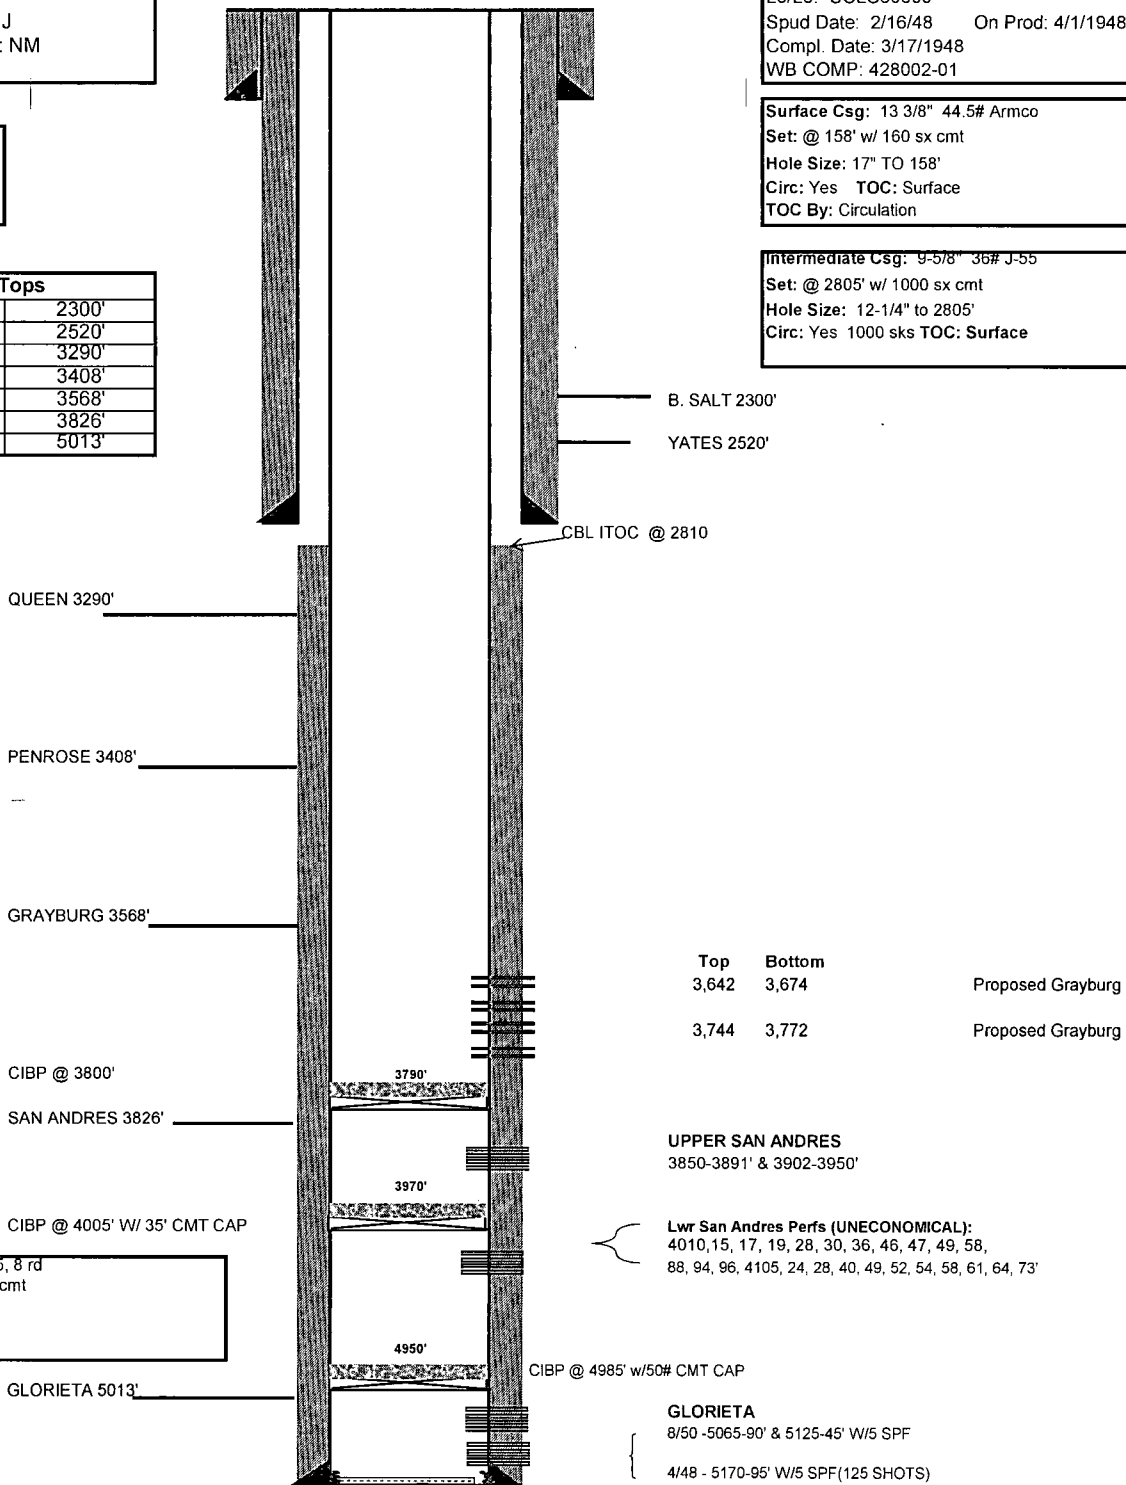 J
: NM
Spud Date: 2/16/48 On Prod: 4/1/1948
Compl. Date: 3/17/1948
WB COMP: 428002-01
Surface Csg: 13 3/8" 44.5# Armco
Set: @ 158' w/ 160 sx cmt
Hole Size: 17" TO 158'
Circ: Yes TOC: Surface
TOC By: Circulation
Intermediate Csg: 9-5/8" 36# J-55
Set: @ 2805' w/ 1000 sx cmt
Hole Size: 12-1/4" to 2805'
Circ: Yes 1000 sks TOC: Surface
Tops
2300'
2520'
3290'
3408'
3568'
3826'
5013'
B. SALT 2300'
YATES 2520'
CBL ITOC @ 2810
QUEEN 3290'
PENROSE 3408'
GRAYBURG 3568'
Top Bottom
3,642 3,674 Proposed Grayburg
3,744 3,772 Proposed Grayburg
CIBP @ 3800'
3790'
SAN ANDRES 3826'
UPPER SAN ANDRES
3850-3891' & 3902-3950'
3970'
CIBP @ 4005' W/ 35' CMT CAP
Lwr San Andres Perfs (UNECONOMICAL):
4010,15, 17, 19, 28, 30, 36, 46, 47, 49, 58,
88, 94, 96, 4105, 24, 28, 40, 49, 52, 54, 58, 61, 64, 73'
, 8 rd
cmt
4950'
CIBP @ 4985' w/50# CMT CAP
GLORIETA 5013'
GLORIETA
8/50 -5065-90' & 5125-45' W/5 SPF
4/48 - 5170-95' W/5 SPF(125 SHOTS)